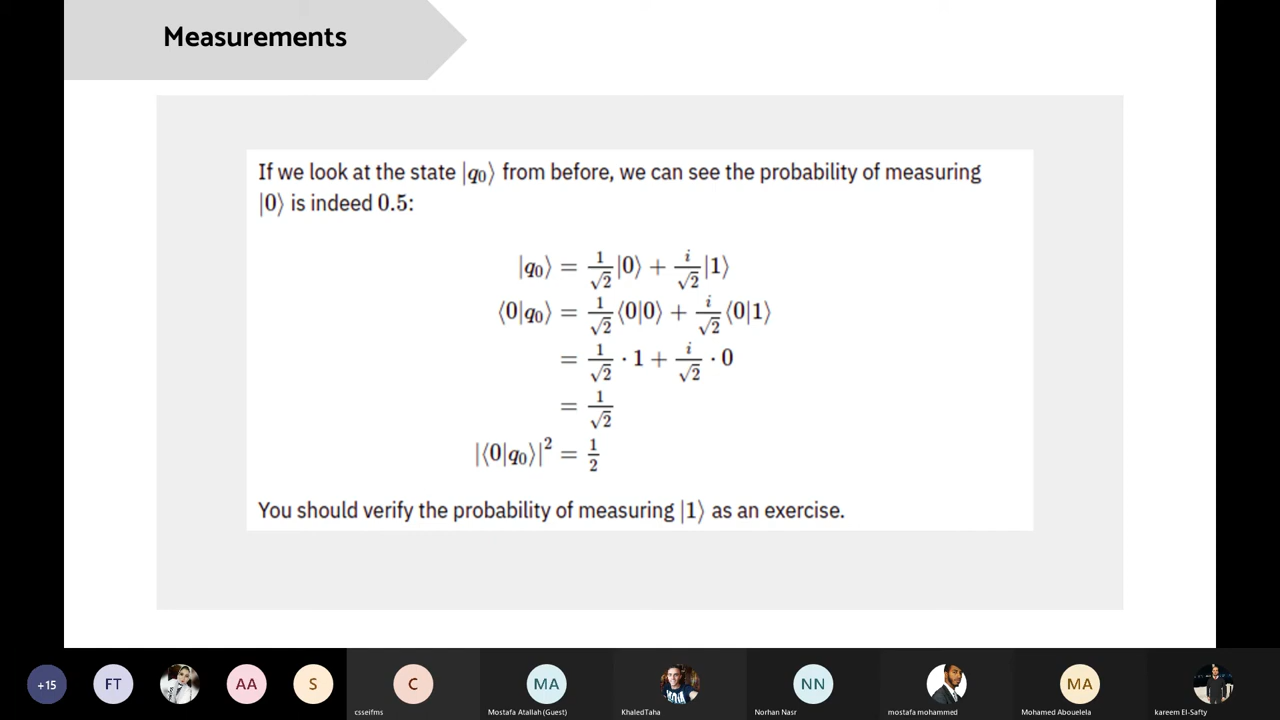 Measurements
If we look at the state |q₀⟩ from before, we can see the probability of measuring
|0⟩ is indeed 0.5:
|q₀⟩ = 1/√2 |0⟩ + i/√2 |1⟩
⟨0|q₀⟩ = 1/√2 ⟨0|0⟩ + i/√2 ⟨0|1⟩
= 1/√2 · 1 + i/√2 · 0
= 1/√2
|⟨0|q₀⟩|² = 1/2
You should verify the probability of measuring |1⟩ as an exercise.
+15 FT AA S C MA NN MA
csseifms Mostafa Atallah (Guest) KhaledTaha Norhan Nasr mostafa mohammed Mohamed Abouelela kareem El-Safty